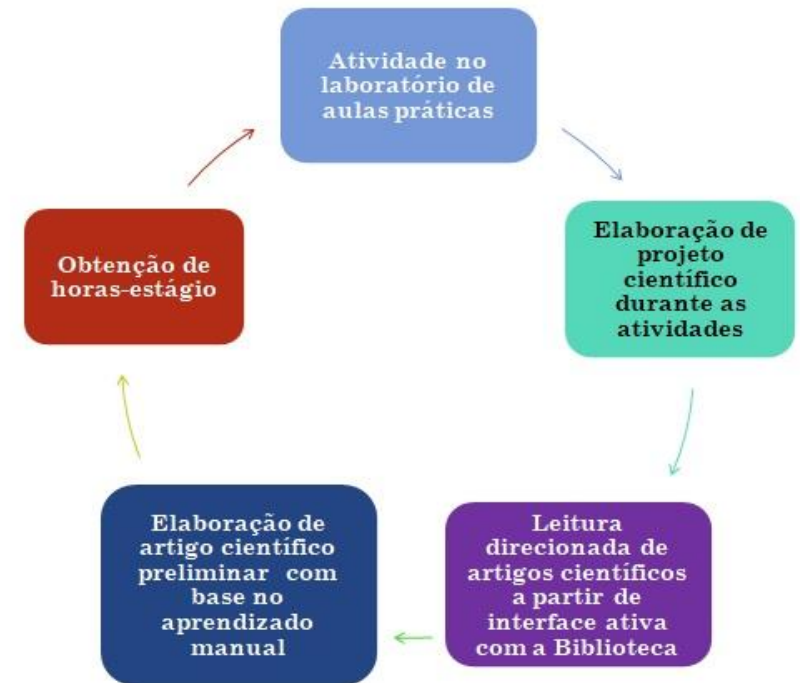 Atividade no
laboratório de
aulas práticas
Elaboração de
projeto
científico
durante as
atividades
Leitura
direcionada de
artigos científicos
a partir de
interface ativa
com a Biblioteca
Elaboração de
artigo científico
preliminar com
base no
aprendizado
manual
Obtenção de
horas-estágio